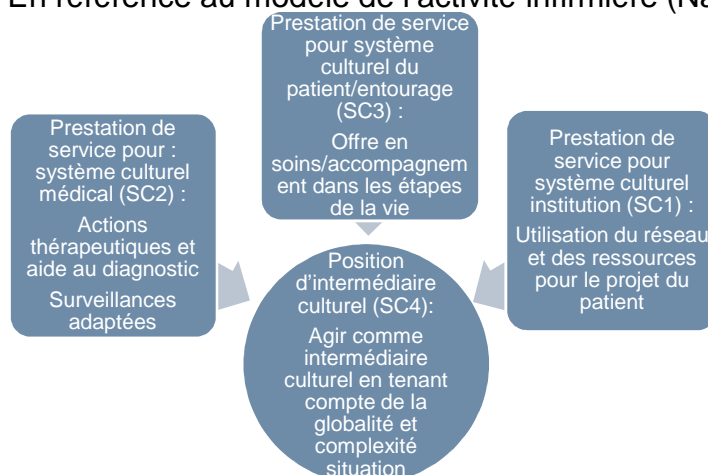 En référence au modèle de l'activité infirmière (Na
Prestation de service
pour système
culturel du
patient/entourage
(SC3) :
Offre en
soins/accompagnem
ent dans les étapes
de la vie
Prestation de
service pour :
système culturel
médical (SC2) :
Actions
thérapeutiques et
aide au diagnostic
Surveillances
adaptées
Prestation de
service pour
système culturel
institution (SC1) :
Utilisation du réseau
et des ressources
pour le projet du
patient
Position
d'intermédiaire
culturel (SC4):
Agir comme
intermédiaire
culturel en tenant
compte de la
globalité et
complexité
situation